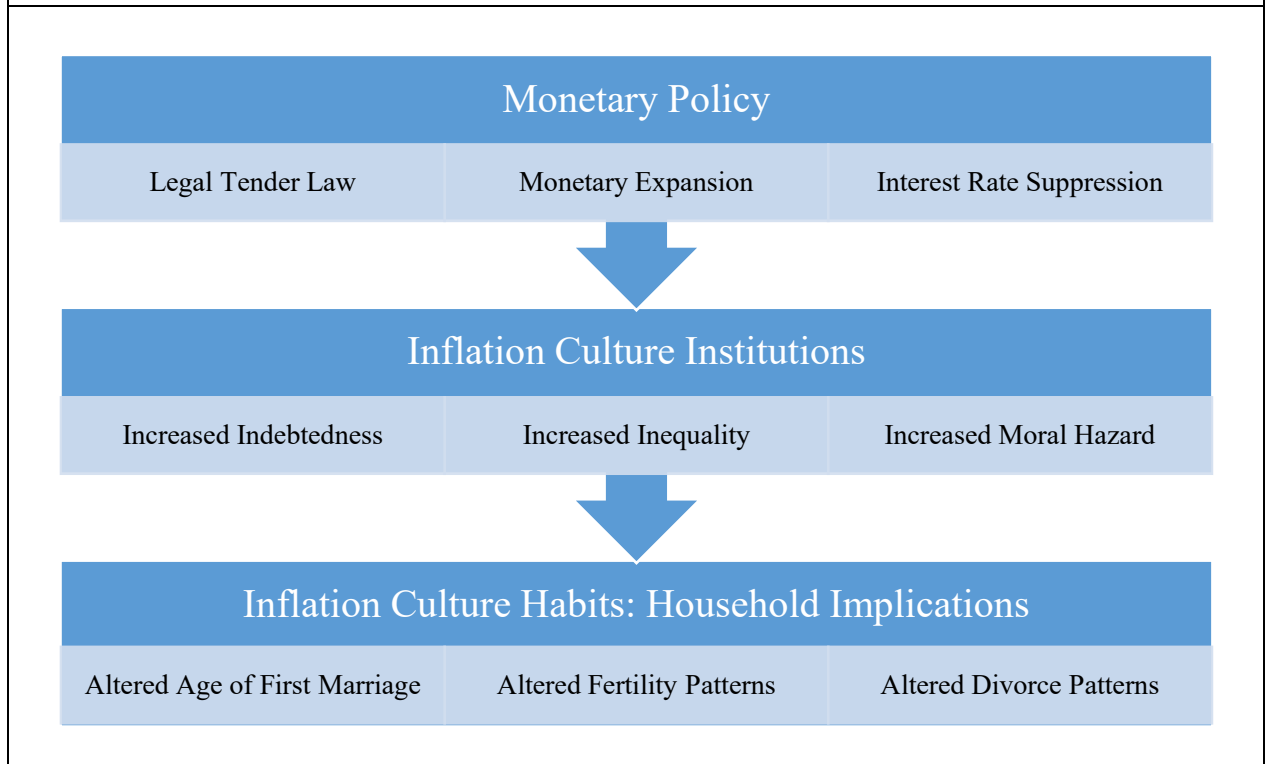 Monetary Policy
Legal Tender Law
Monetary Expansion
Interest Rate Suppression
Inflation Culture Institutions
Increased Indebtedness
Increased Inequality
Increased Moral Hazard
Inflation Culture Habits: Household Implications
Altered Age of First Marriage
Altered Fertility Patterns
Altered Divorce Patterns